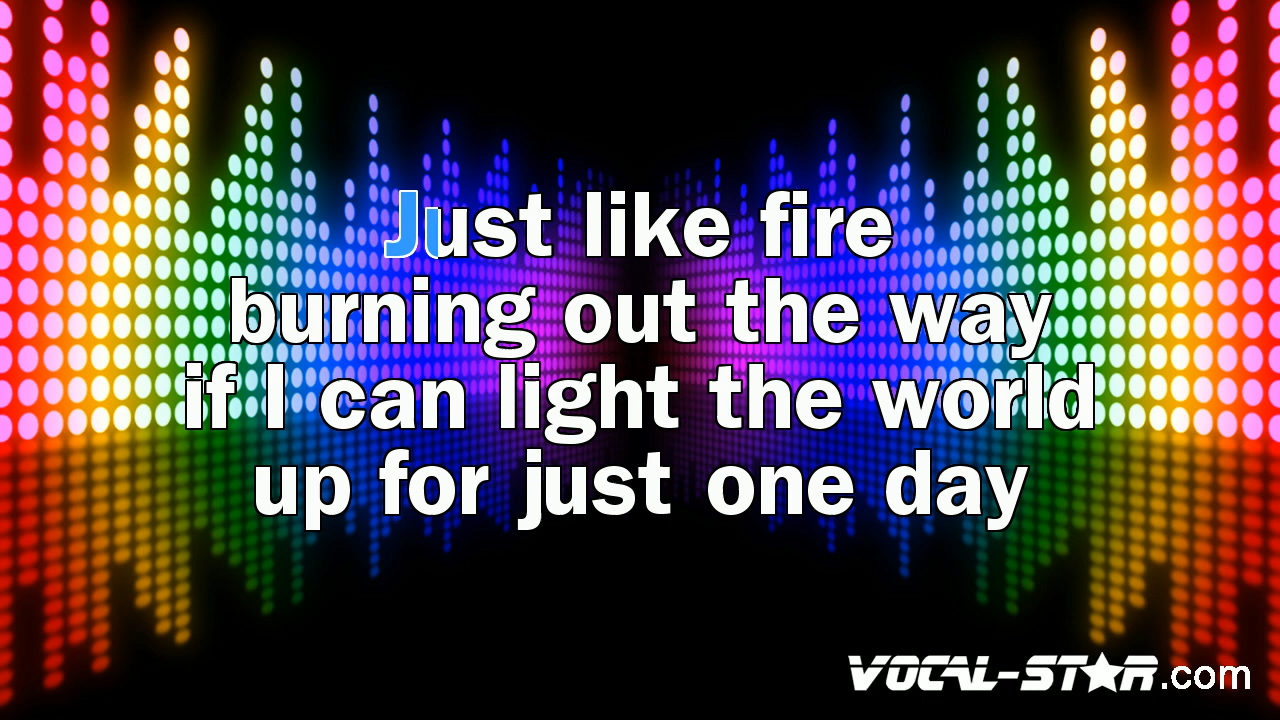 Just like fire
burning out the way
if I can light the world
up for just one day
VOCAL-STAR.com